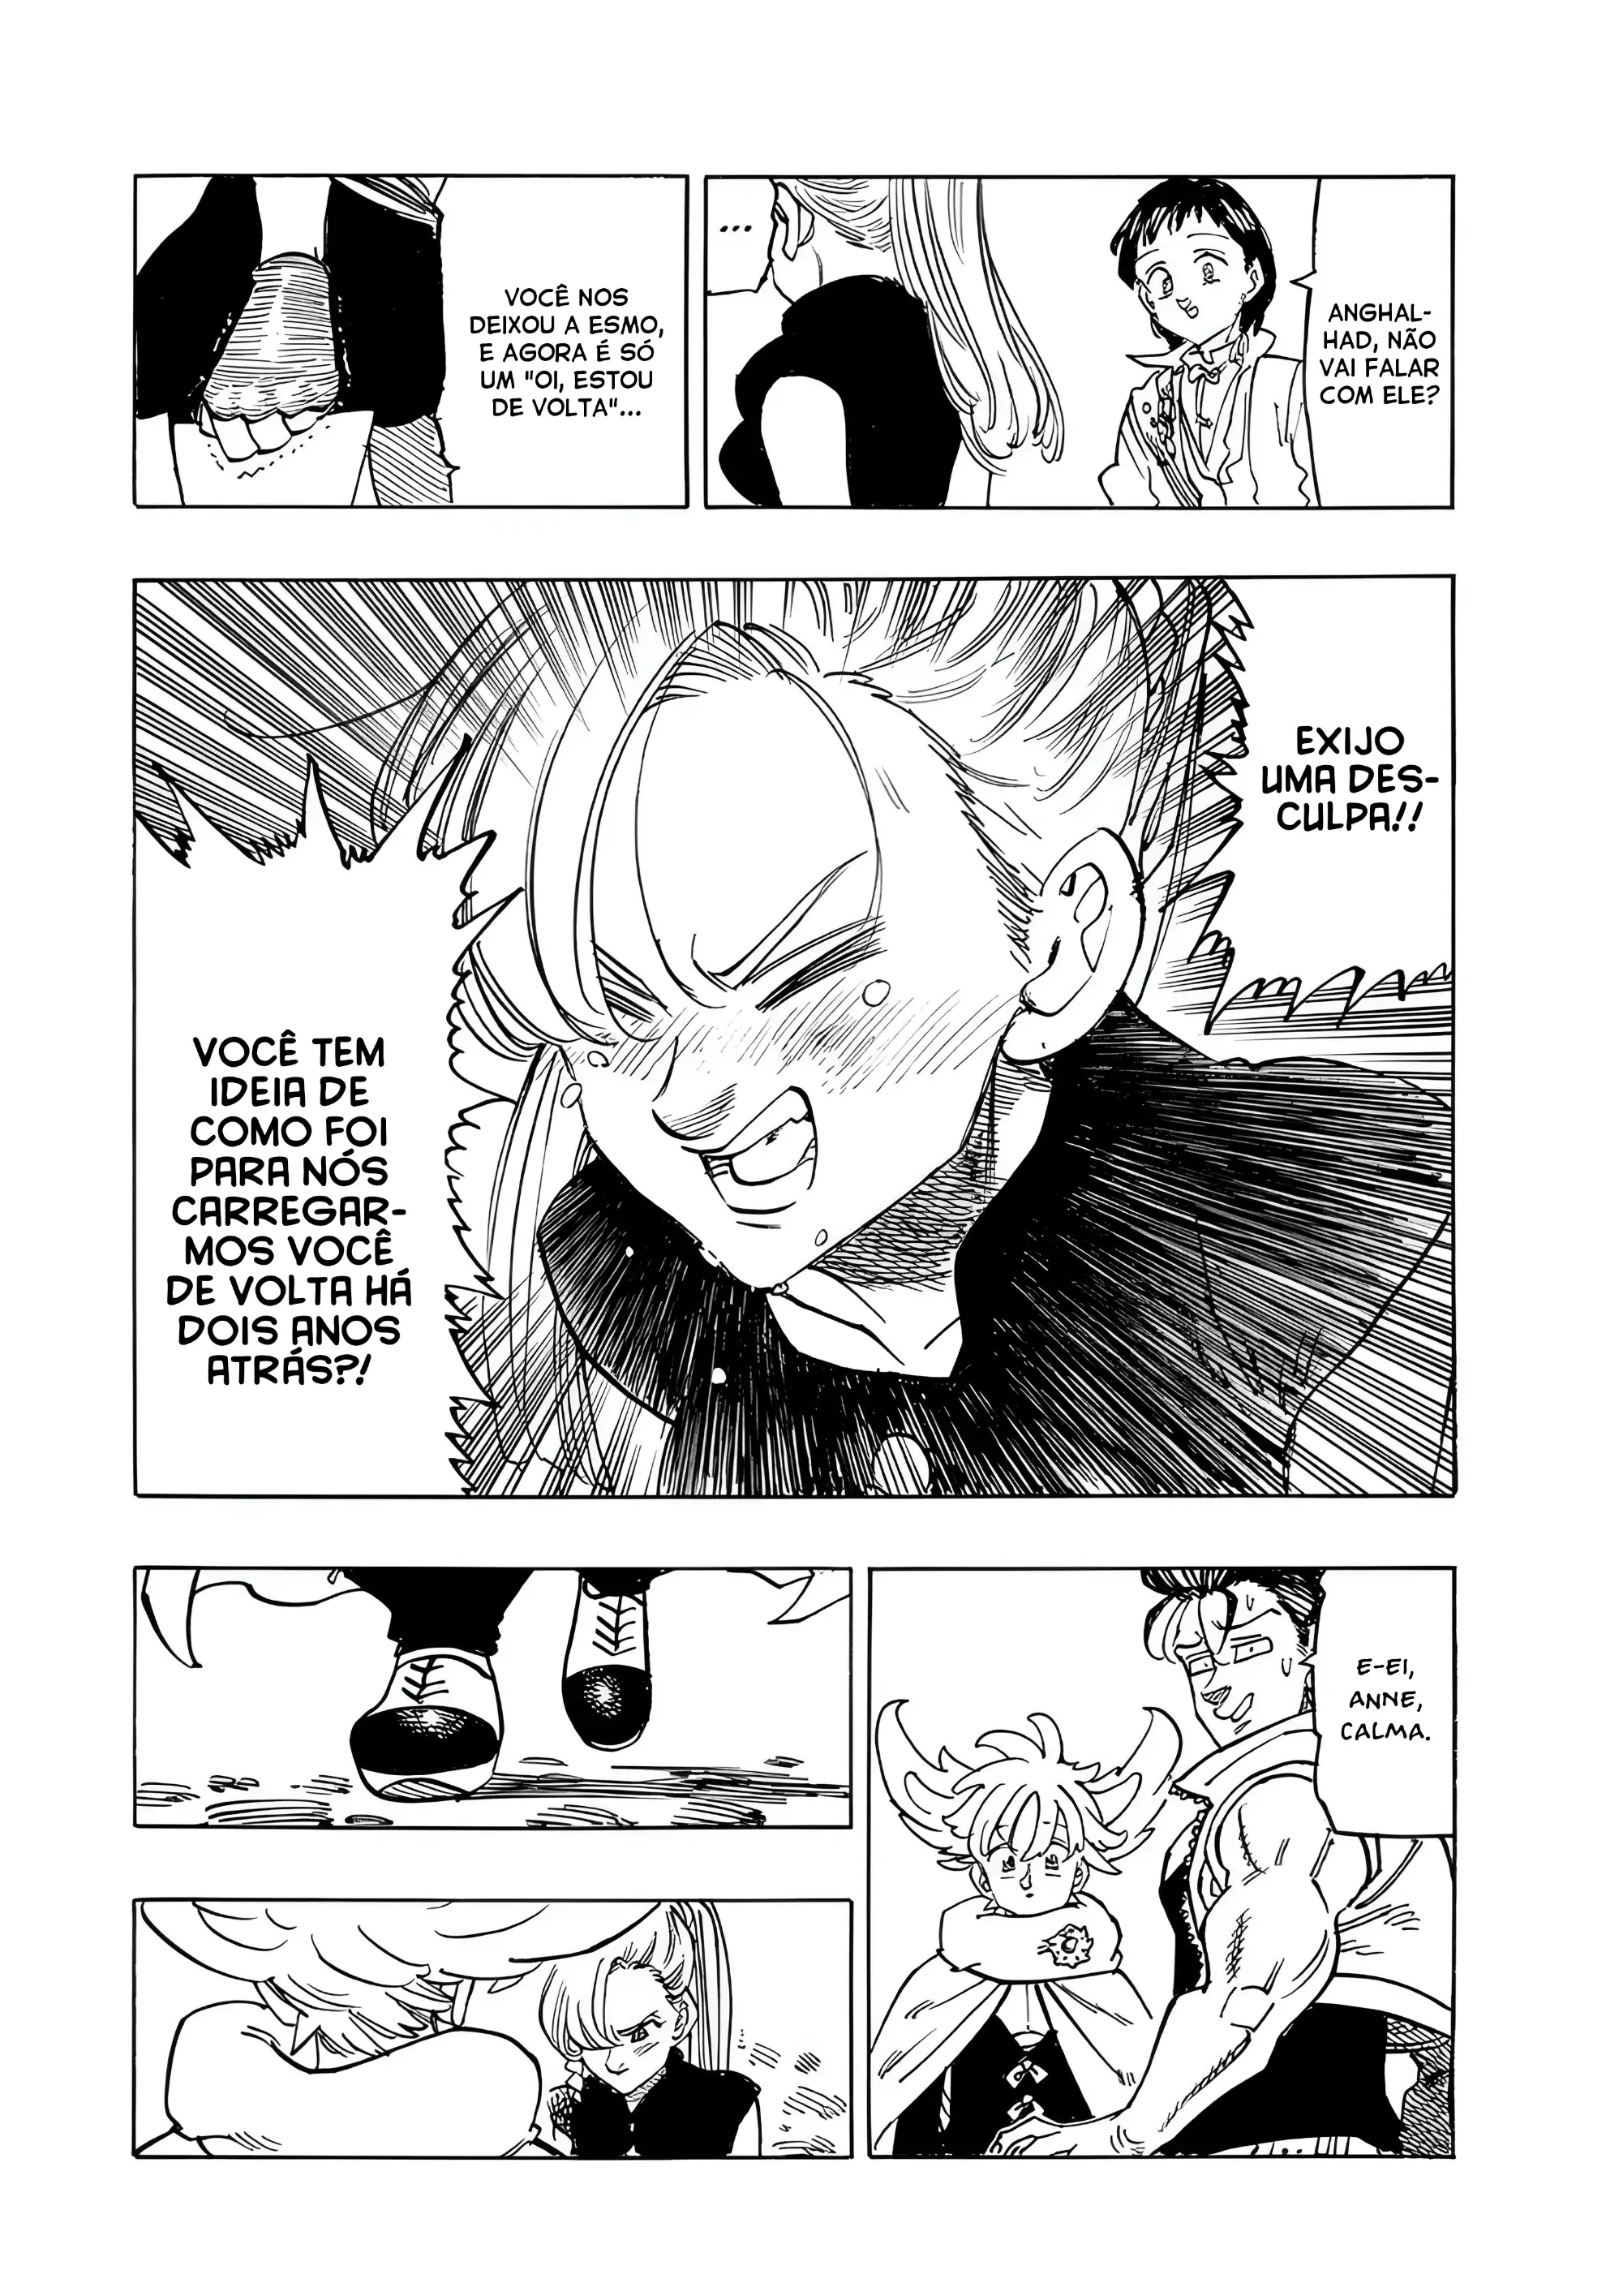 ANGHAL-
HAD, NÃO
VAI FALAR
COM ELE?
...
VOCÊ NOS
DEIXOU A ESMO,
E AGORA É SÓ
UM "OI, ESTOU
DE VOLTA"...
EXIJO
UMA DES-
CULPA!!
VOCÊ TEM
IDEIA DE
COMO FOI
PARA NÓS
CARREGAR-
MOS VOCÊ
DE VOLTA HÁ
DOIS ANOS
ATRÁS?!
E-EI,
ANNE,
CALMA.